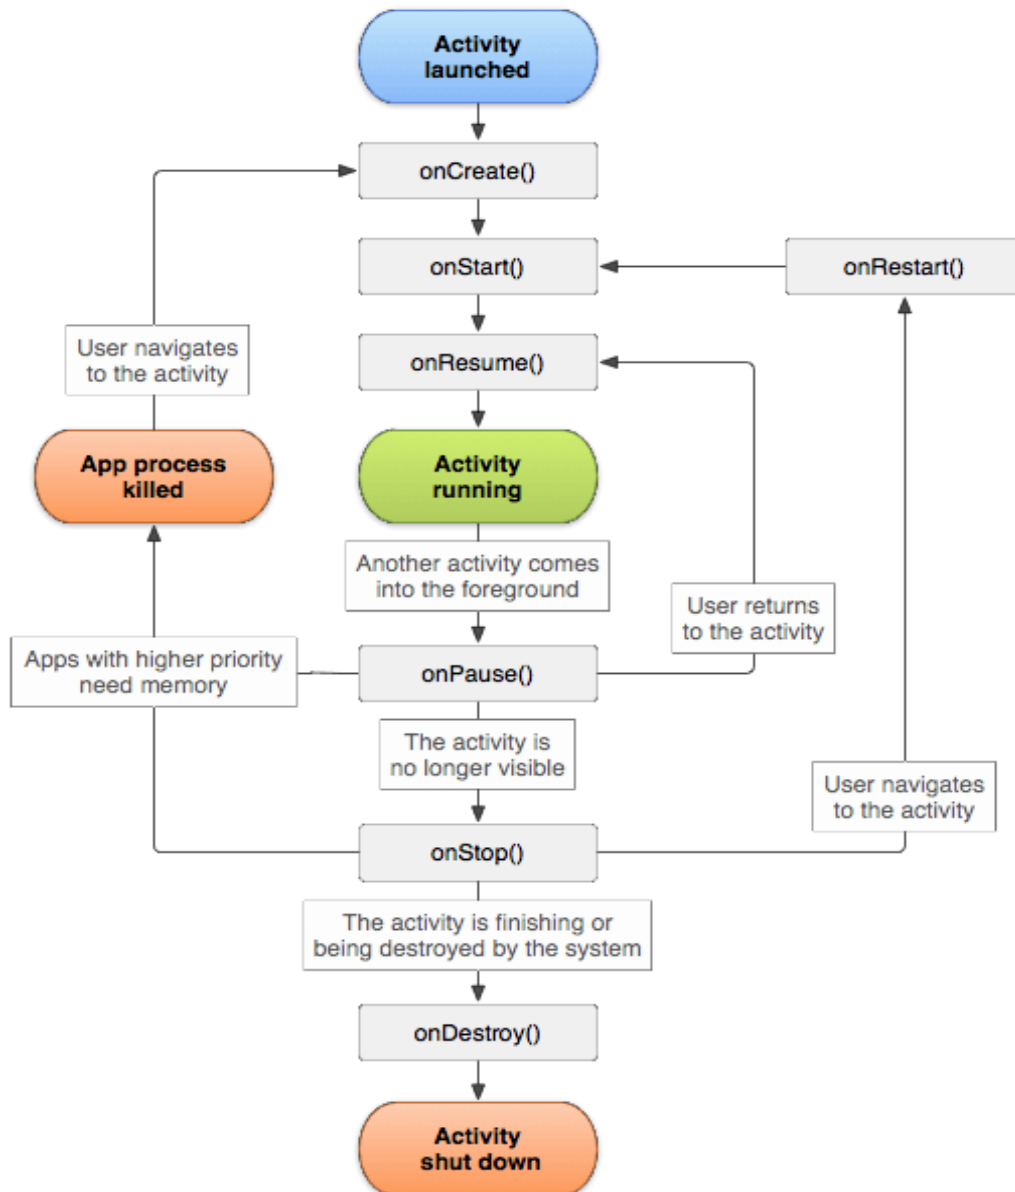 Activity
launched
onCreate()
onStart()
onRestart()
User navigates
to the activity
onResume()
App process
killed
Activity
running
Another activity comes
into the foreground
User returns
to the activity
Apps with higher priority
need memory
onPause()
The activity is
no longer visible
User navigates
to the activity
onStop()
The activity is finishing or
being destroyed by the system
onDestroy()
Activity
shut down